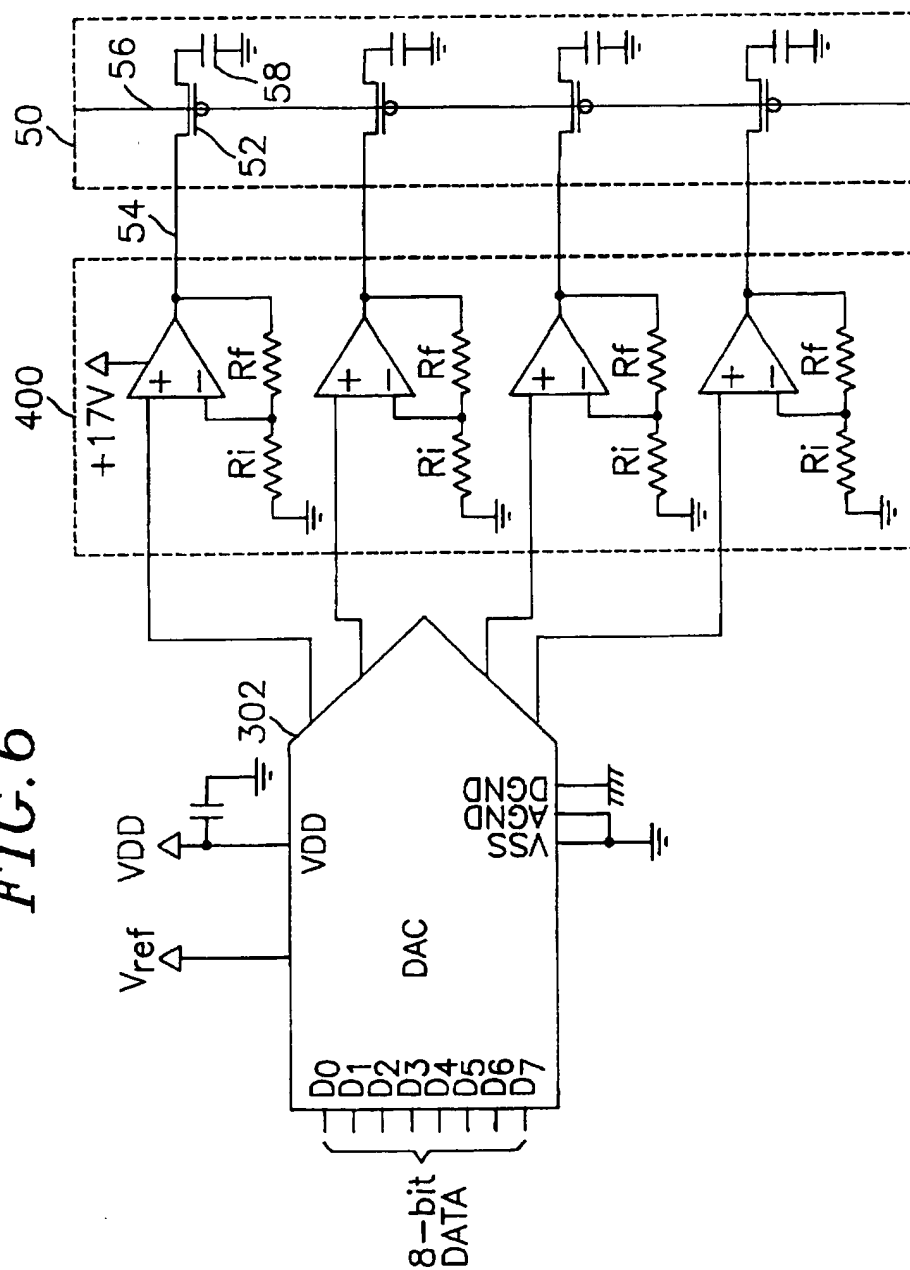 FIG. 6
8-bit
DATA
D0
D1
D2
D3
D4
D5
D6
D7
DAC
Vref
VDD
VDD
302
VSS
AGND
DGND
400
+17V
+
−
Ri
Rf
+
−
Ri
Rf
+
−
Ri
Rf
+
−
Ri
Rf
50
54
52
56
58